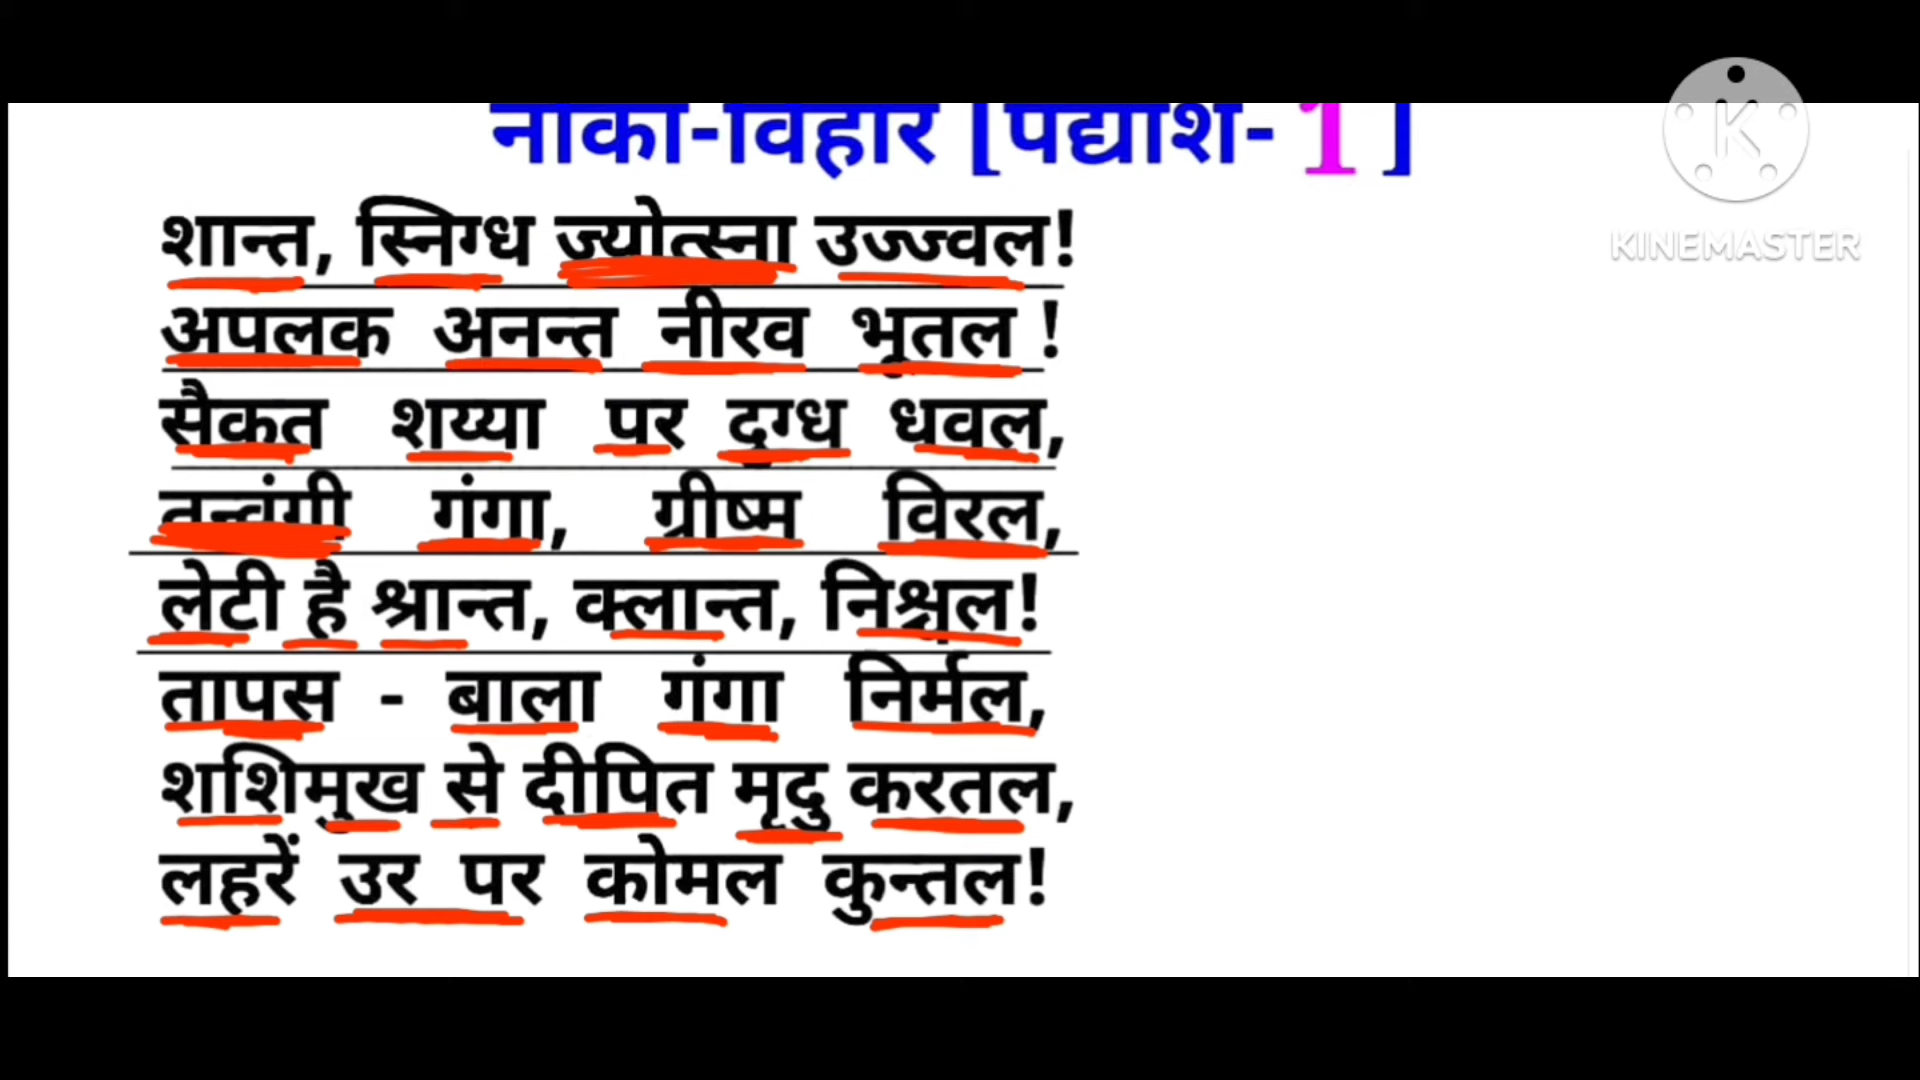 नौका-विहार [पद्यांश-1]
K
KINEMASTER
शान्त, स्निग्ध ज्योत्स्ना उज्ज्वल!
अपलक अनन्त नीरव भूतल !
सैकत शय्या पर दुग्ध धवल,
तन्वंगी गंगा, ग्रीष्म विरल,
लेटी है श्रान्त, क्लान्त, निश्चल!
तापस - बाला गंगा निर्मल,
शशिमुख से दीपित मृदु करतल,
लहरें उर पर कोमल कुन्तल!